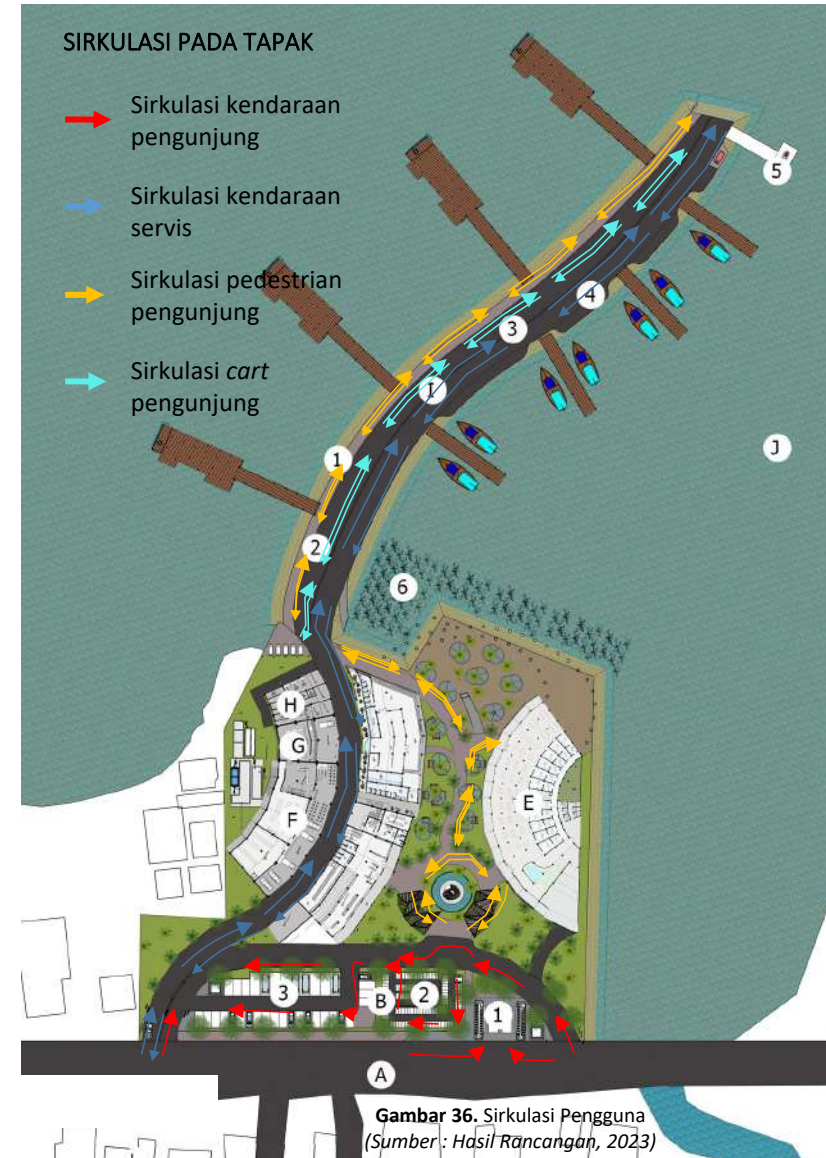 SIRKULASI PADA TAPAK
Sirkulasi kendaraan
pengunjung
Sirkulasi kendaraan
servis
Sirkulasi pedestrian
pengunjung
Sirkulasi cart
pengunjung
5
4
3
I
J
1
2
6
H
G
E
F
3
B
2
1
A
Gambar 36. Sirkulasi Pengguna
(Sumber : Hasil Rancangan, 2023)